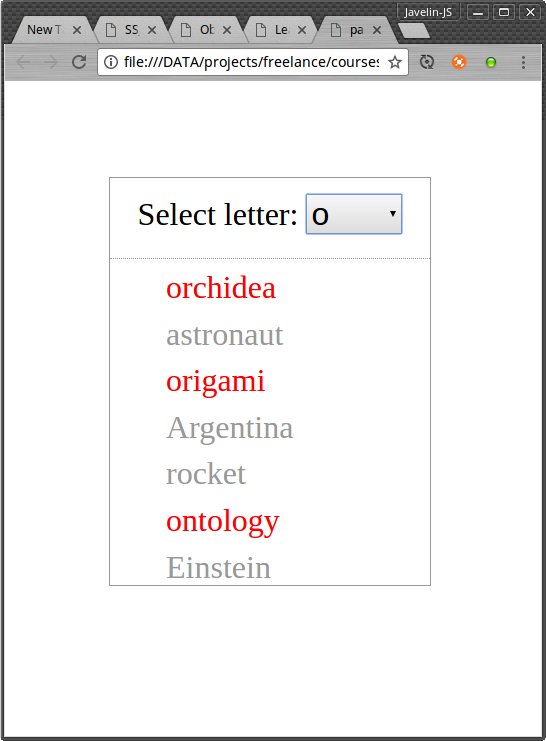 Javelin-JS
New T
SS
Ob
Le
pa
file:///DATA/projects/freelance/courses
Select letter: o
orchidea
astronaut
origami
Argentina
rocket
ontology
Einstein